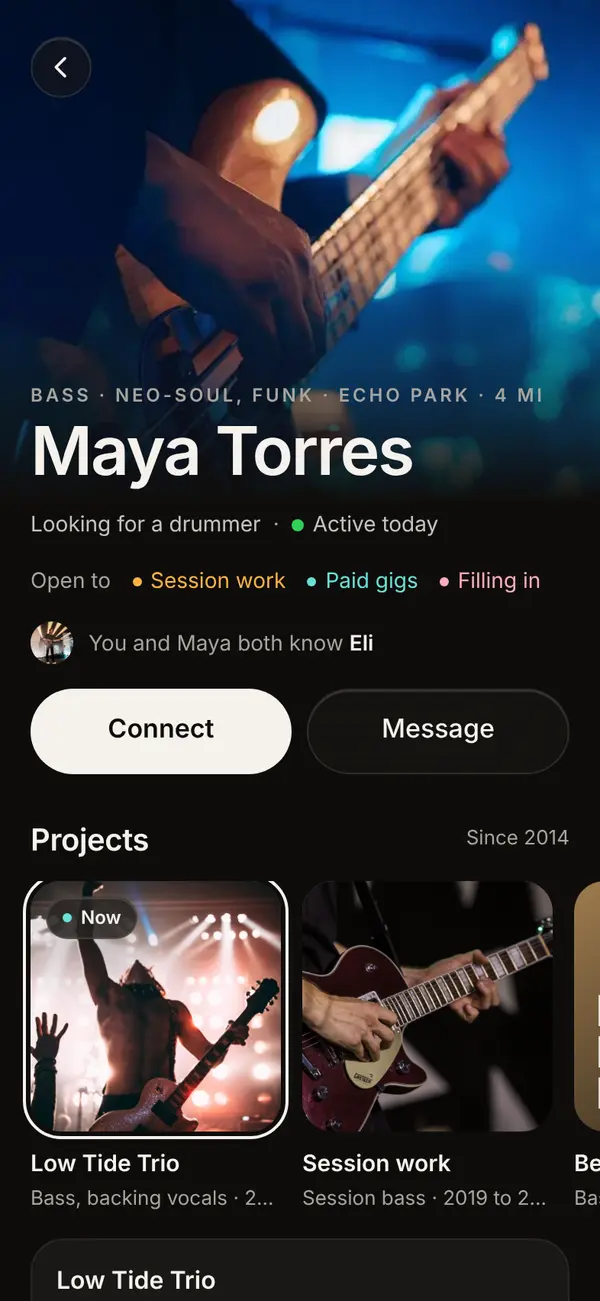 BASS · NEO-SOUL, FUNK · ECHO PARK · 4 MI
Maya Torres
Looking for a drummer · Active today
Open to Session work Paid gigs Filling in
You and Maya both know Eli
Connect Message
Projects Since 2014
Now
Low Tide Trio Session work Be
Bass, backing vocals · 2... Session bass · 2019 to 2... Ba
Low Tide Trio